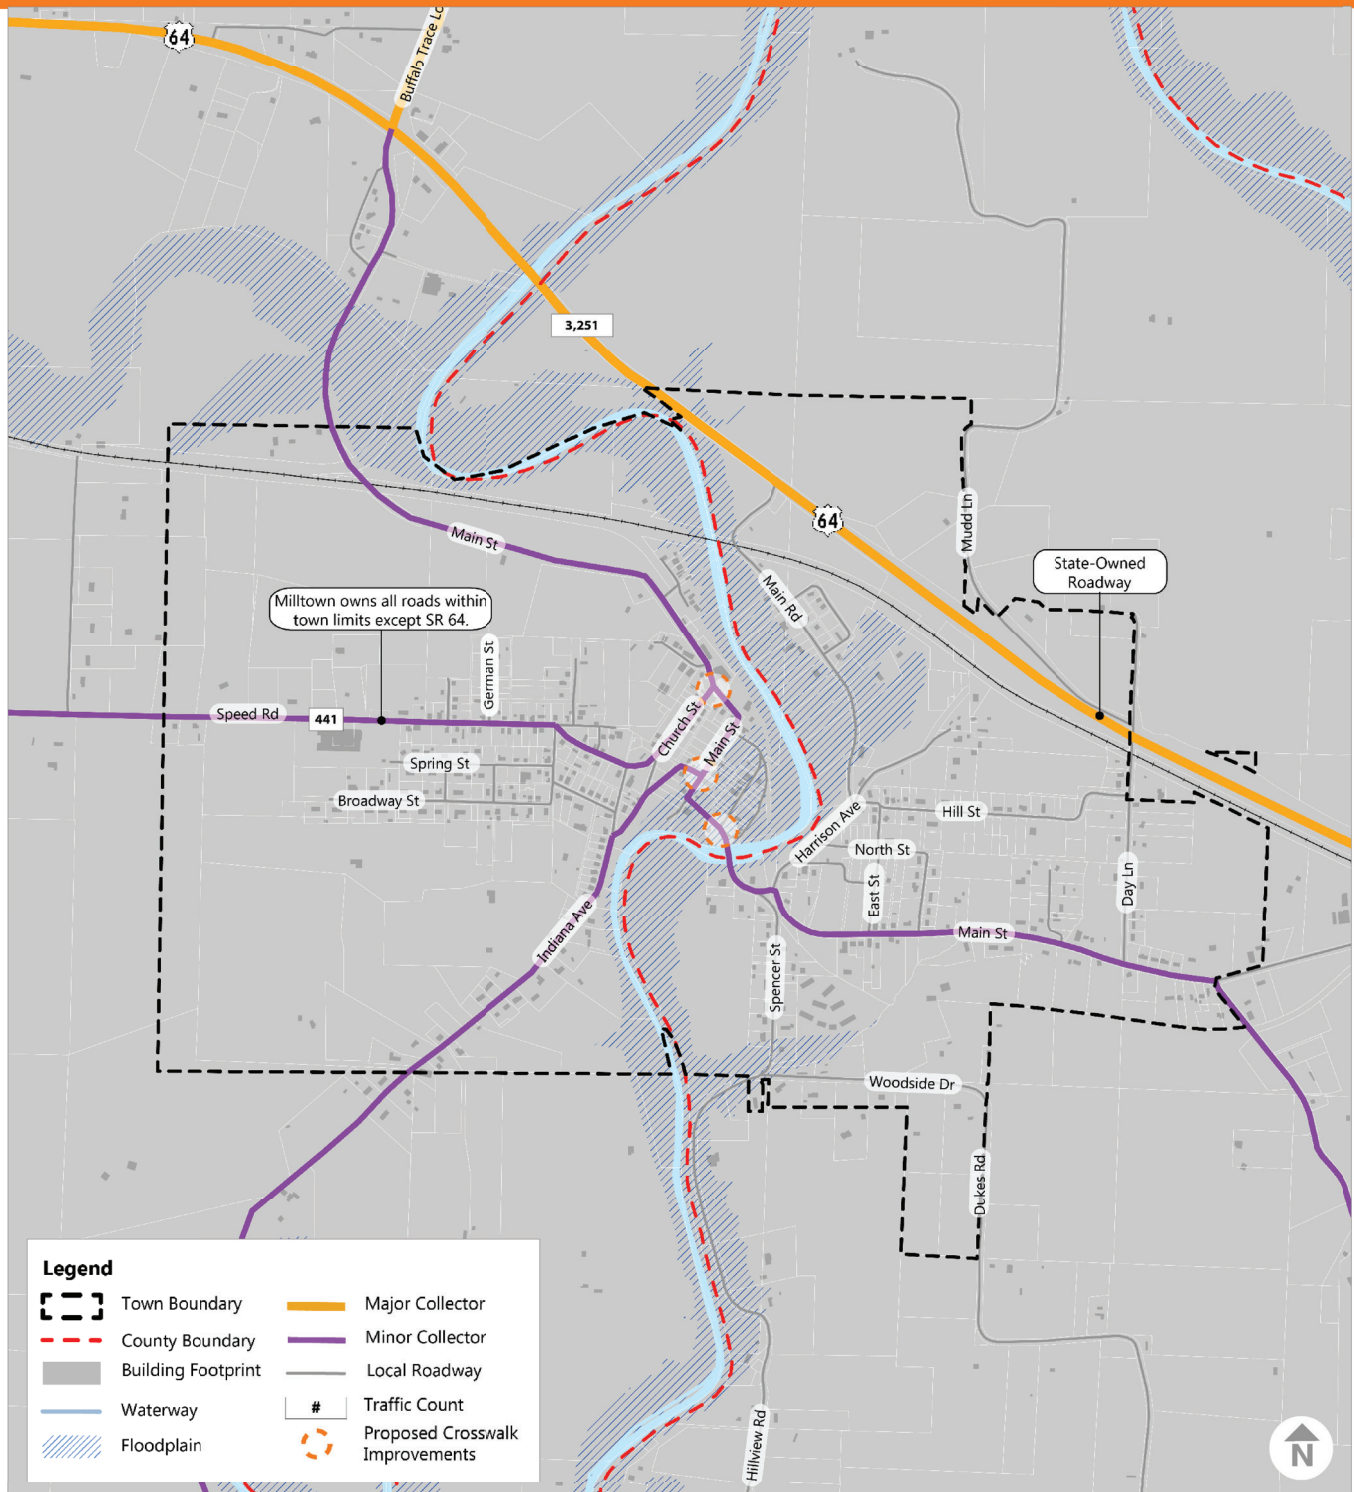 64
Buffalo Trace Lo
3,251
64
Mudd Ln
Main St
State-Owned
Roadway
Main Rd
Milltown owns all roads within
town limits except SR 64.
German St
Speed Rd
441
Church St
Main St
Spring St
Broadway St
Harrison Ave
Hill St
North St
East St
Day Ln
Indiana Ave
Main St
Spencer St
Woodside Dr
Dukes Rd
Hillview Rd
Legend
Town Boundary
County Boundary
Building Footprint
Waterway
Floodplain
Major Collector
Minor Collector
Local Roadway
# Traffic Count
Proposed Crosswalk
Improvements
N